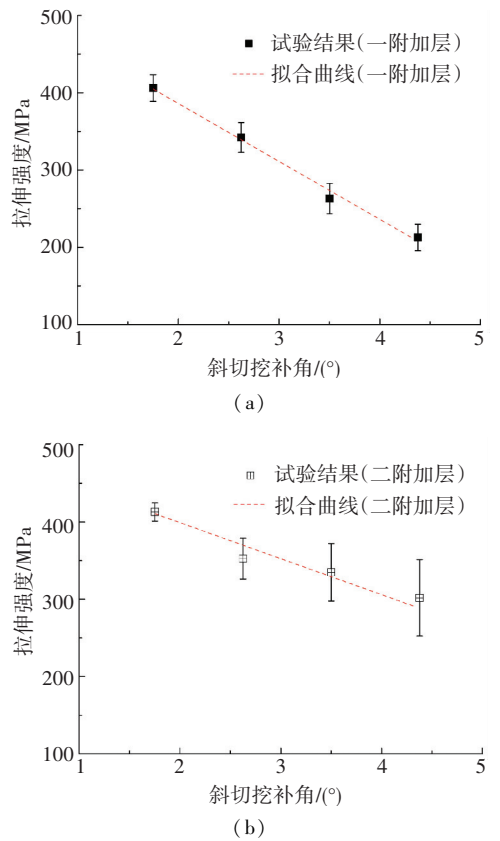 500
400
300
200
100
拉伸强度/MPa
试验结果(一附加层)
拟合曲线(一附加层)
1 2 3 4 5
斜切挖补角/(°)
(a)
500
400
300
200
100
拉伸强度/MPa
试验结果(二附加层)
拟合曲线(二附加层)
1 2 3 4 5
斜切挖补角/(°)
(b)